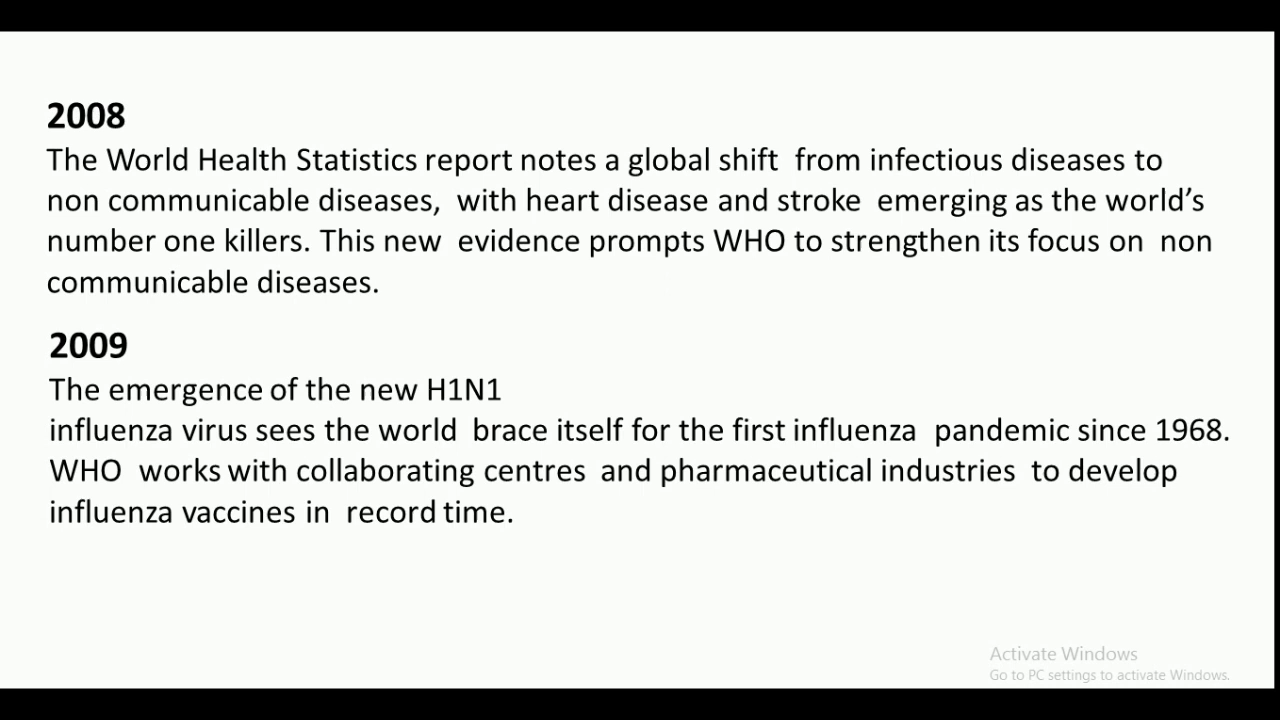 2008
The World Health Statistics report notes a global shift  from infectious diseases to
non communicable diseases,  with heart disease and stroke  emerging as the world’s
number one killers. This new  evidence prompts WHO to strengthen its focus on  non
communicable diseases.
2009
The emergence of the new H1N1
influenza virus sees the world  brace itself for the first influenza  pandemic since 1968.
WHO  works with collaborating centres  and pharmaceutical industries  to develop
influenza vaccines in  record time.
Activate Windows
Go to PC settings to activate Windows.